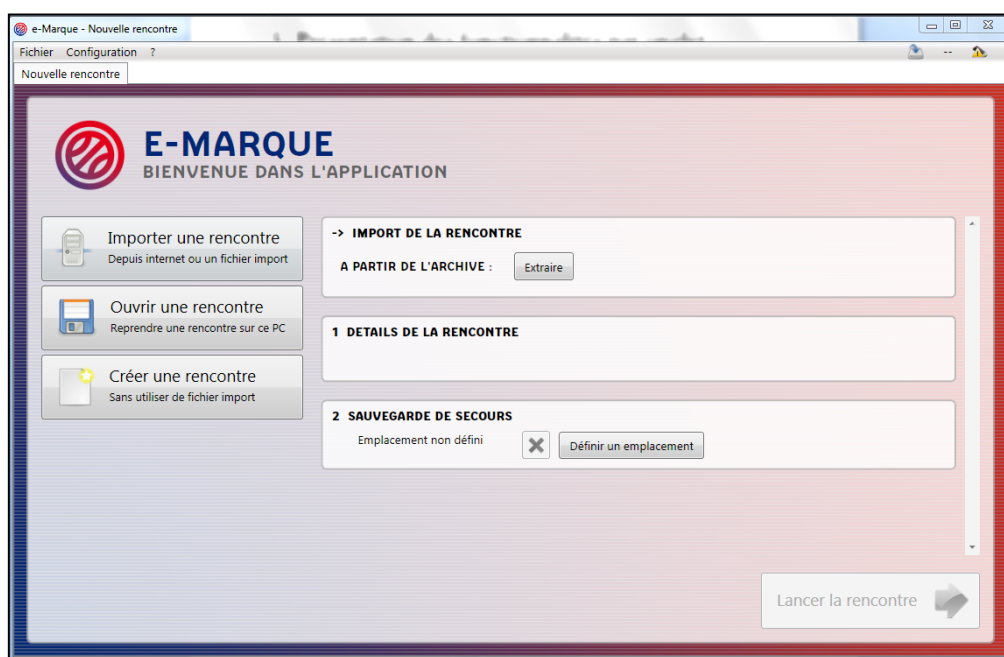 e-Marque - Nouvelle rencontre
Fichier Configuration ?
--
Nouvelle rencontre
E-MARQUE
BIENVENUE DANS L'APPLICATION
Importer une rencontre
Depuis internet ou un fichier import
Ouvrir une rencontre
Reprendre une rencontre sur ce PC
Créer une rencontre
Sans utiliser de fichier import
-> IMPORT DE LA RENCONTRE
A PARTIR DE L'ARCHIVE : Extraire
1 DETAILS DE LA RENCONTRE
2 SAUVEGARDE DE SECOURS
Emplacement non défini Définir un emplacement
Lancer la rencontre